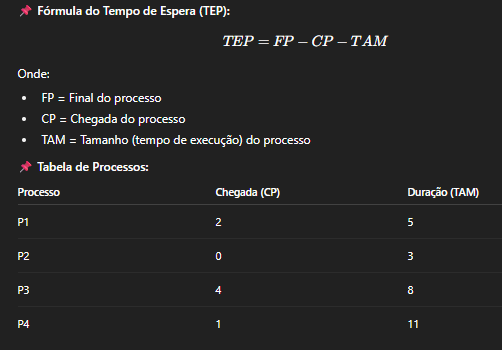 📌 Fórmula do Tempo de Espera (TEP):
TEP = FP − CP − TAM
Onde:
• FP = Final do processo
• CP = Chegada do processo
• TAM = Tamanho (tempo de execução) do processo
📌 Tabela de Processos:
Processo Chegada (CP) Duração (TAM)
P1 2 5
P2 0 3
P3 4 8
P4 1 11